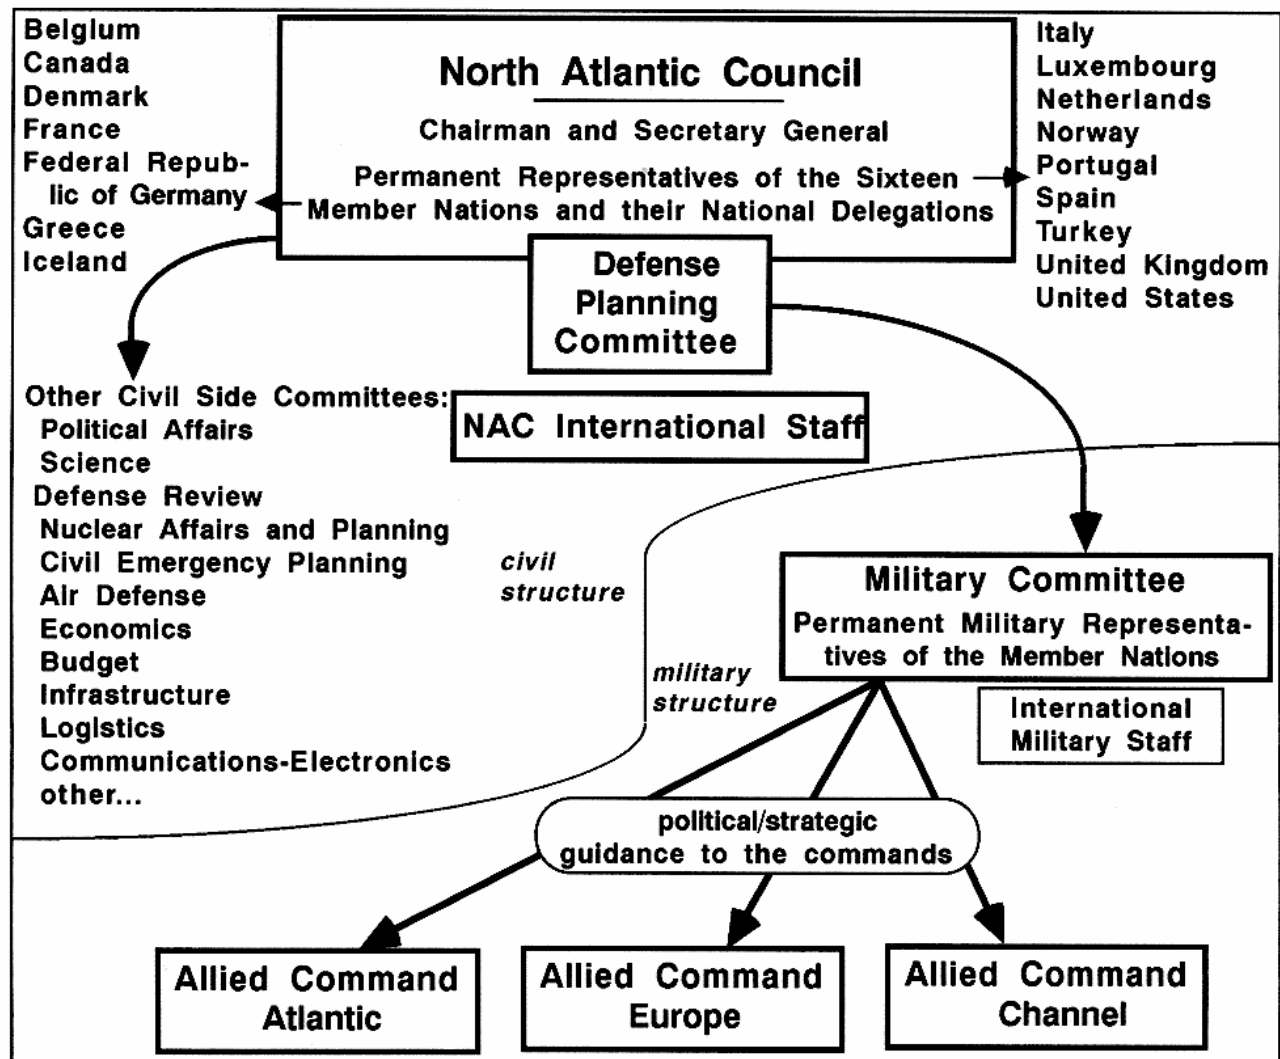 Belgium
Canada
Denmark
France
Federal Repub-
lic of Germany
Greece
Iceland
North Atlantic Council
Chairman and Secretary General
Permanent Representatives of the Sixteen
Member Nations and their National Delegations
Italy
Luxembourg
Netherlands
Norway
Portugal
Spain
Turkey
United Kingdom
United States
Defense
Planning
Committee
Other Civil Side Committees:
Political Affairs
Science
Defense Review
Nuclear Affairs and Planning
Civil Emergency Planning
Air Defense
Economics
Budget
Infrastructure
Logistics
Communications-Electronics
other...
NAC International Staff
civil
structure
military
structure
Military Committee
Permanent Military Representa-
tives of the Member Nations
International
Military Staff
political/strategic
guidance to the commands
Allied Command
Atlantic
Allied Command
Europe
Allied Command
Channel